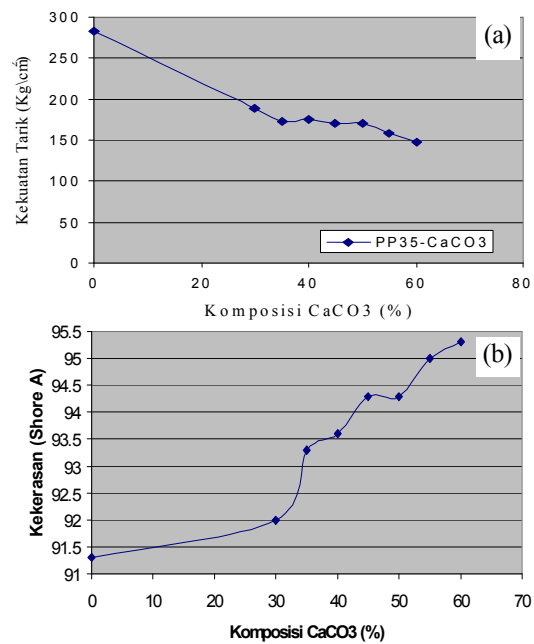 (a)
300
250
200
150
100
50
0
Kekuatan Tarik (Kg\cm²)
PP35-CaCO3
0 20 40 60 80
Komposisi CaCO3 (%)
(b)
95.5
95
94.5
94
93.5
93
92.5
92
91.5
91
Kekerasan (Shore A)
0 10 20 30 40 50 60 70
Komposisi CaCO3 (%)